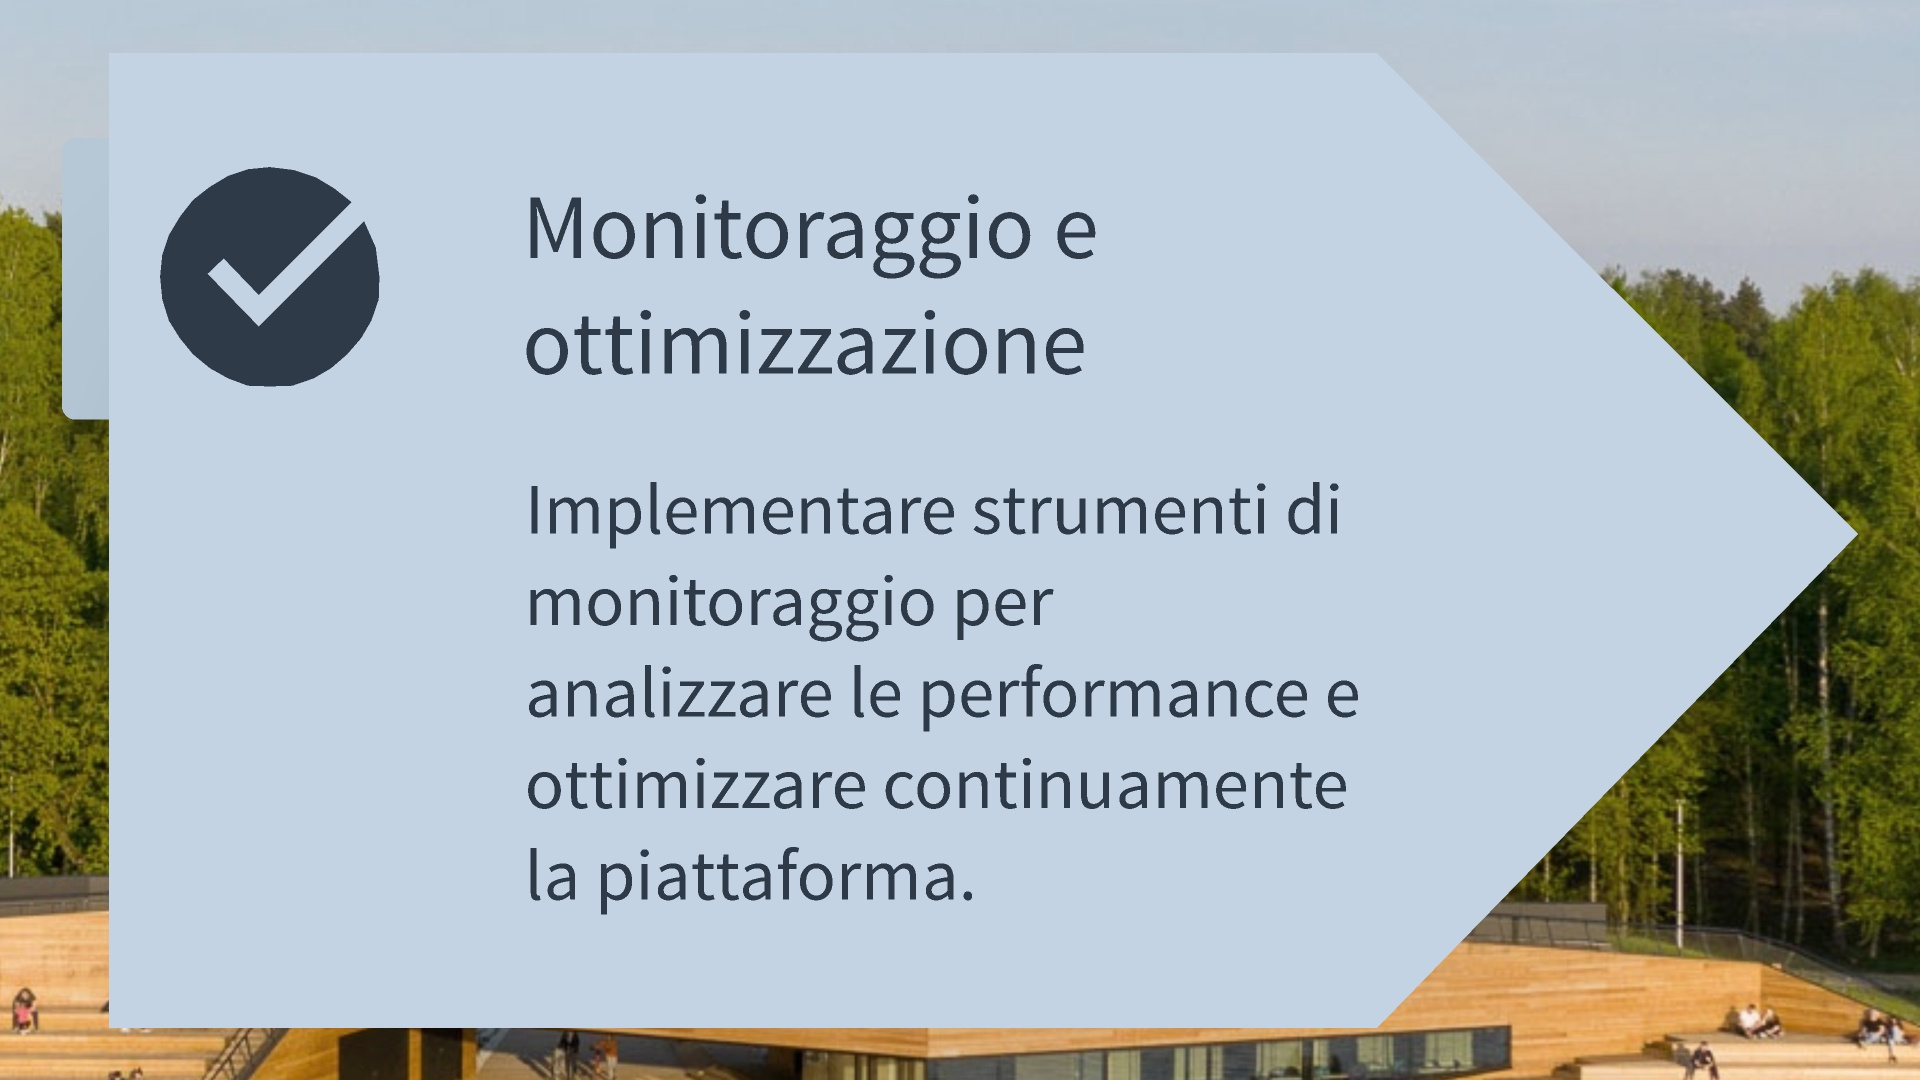 Monitoraggio e
ottimizzazione
Implementare strumenti di
monitoraggio per
analizzare le performance e
ottimizzare continuamente
la piattaforma.